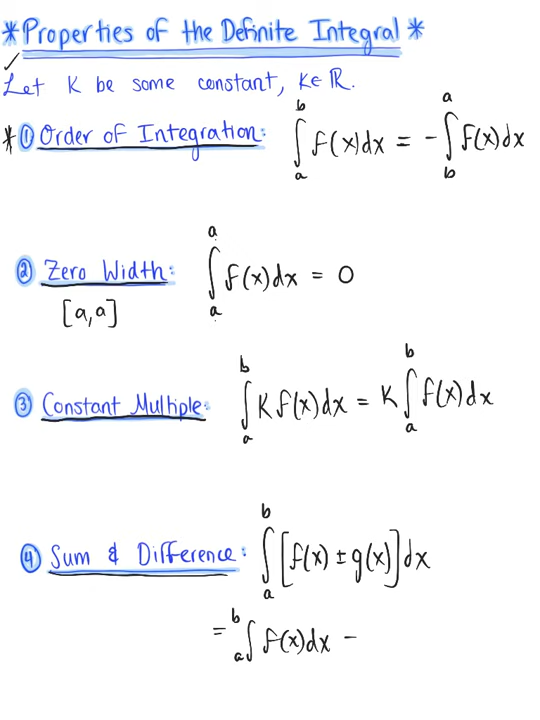 *Properties of the Definite Integral*
✓
Let K be some constant, K∈ℝ.
*① Order of Integration: ∫_a^b f(x)dx = -∫_b^a f(x)dx
② Zero Width: ∫_a^a f(x)dx = 0
[a,a]
③ Constant Multiple: ∫_a^b K f(x)dx = K∫_a^b f(x)dx
④ Sum & Difference: ∫_a^b [f(x) ± g(x)]dx
= ∫_a^b f(x)dx −